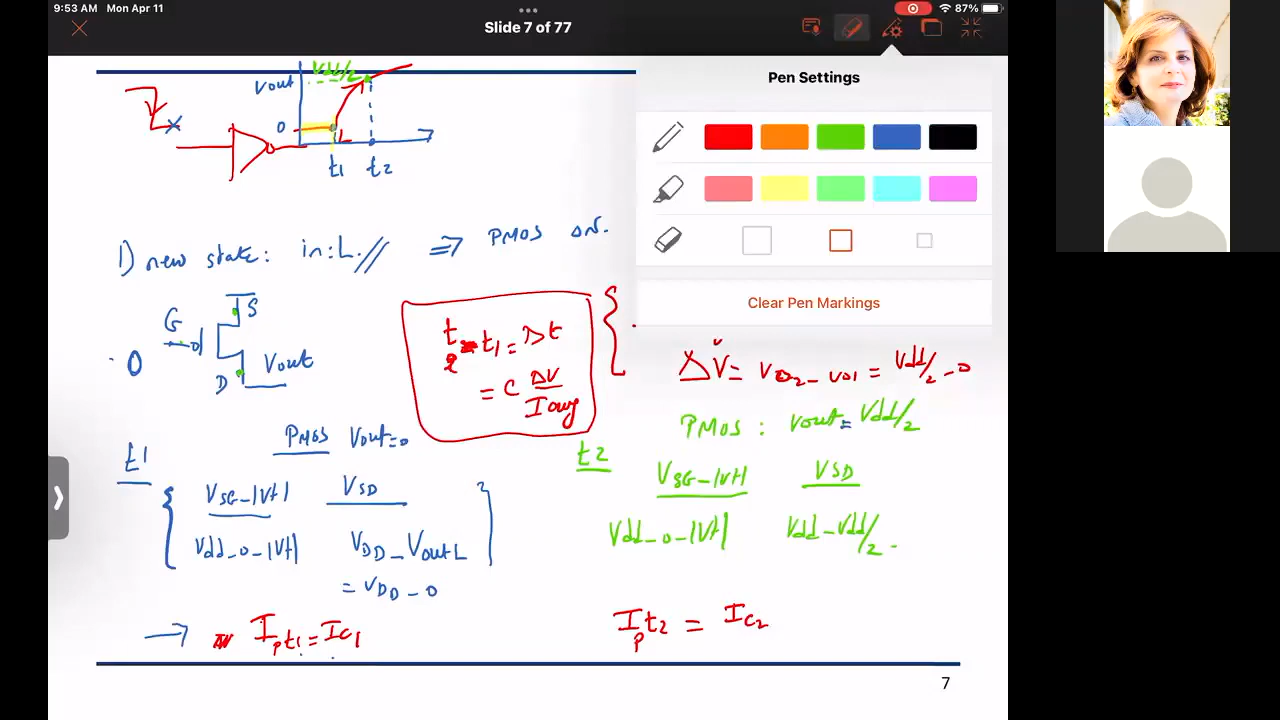 9:53 AM Mon Apr 11
87%
Slide 7 of 77
Pen Settings
Clear Pen Markings
Vout
Vdd/2
0
L
t1 t2
1) new state: in: L // ⇒ PMOS on.
G
S
0
D
Vout
t2 - t1 = Δt
= C ΔV / Iavg
ΔV = VO2 - VO1 = Vdd/2 - 0
PMOS Vout=0
t1
VSG-|Vt| VSD
Vdd-0-|Vt| VDD-VoutL
= VDD - 0
→ Ipt1 = IC1
PMOS : Vout = Vdd/2
t2
VSG-|Vt| VSD
Vdd-0-|Vt| Vdd-Vdd/2
Ipt2 = IC2
7